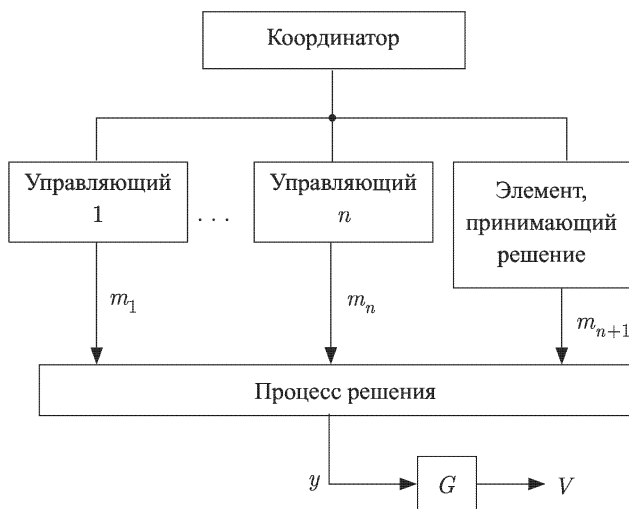 Координатор
Управляющий
1
. . .
Управляющий
n
Элемент,
принимающий
решение
m1
mn
mn+1
Процесс решения
y
G
V